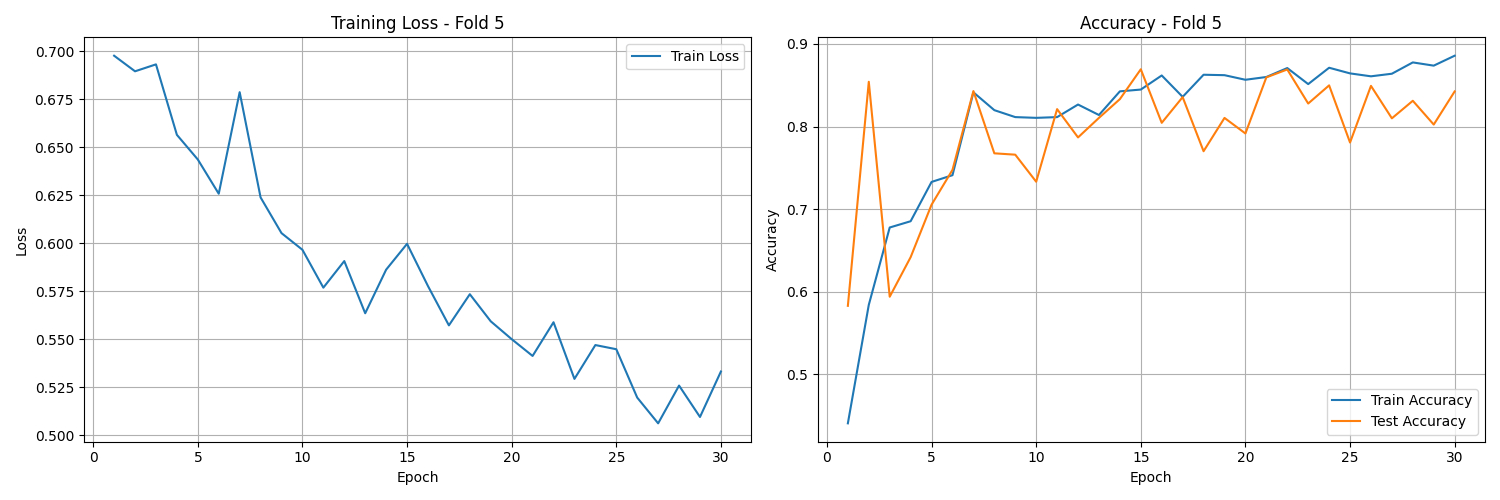 Training Loss - Fold 5
Train Loss
0.700
0.675
0.650
0.625
0.600
0.575
0.550
0.525
0.500
Loss
0 5 10 15 20 25 30
Epoch
Accuracy - Fold 5
0.9
0.8
0.7
0.6
0.5
Accuracy
Train Accuracy
Test Accuracy
0 5 10 15 20 25 30
Epoch